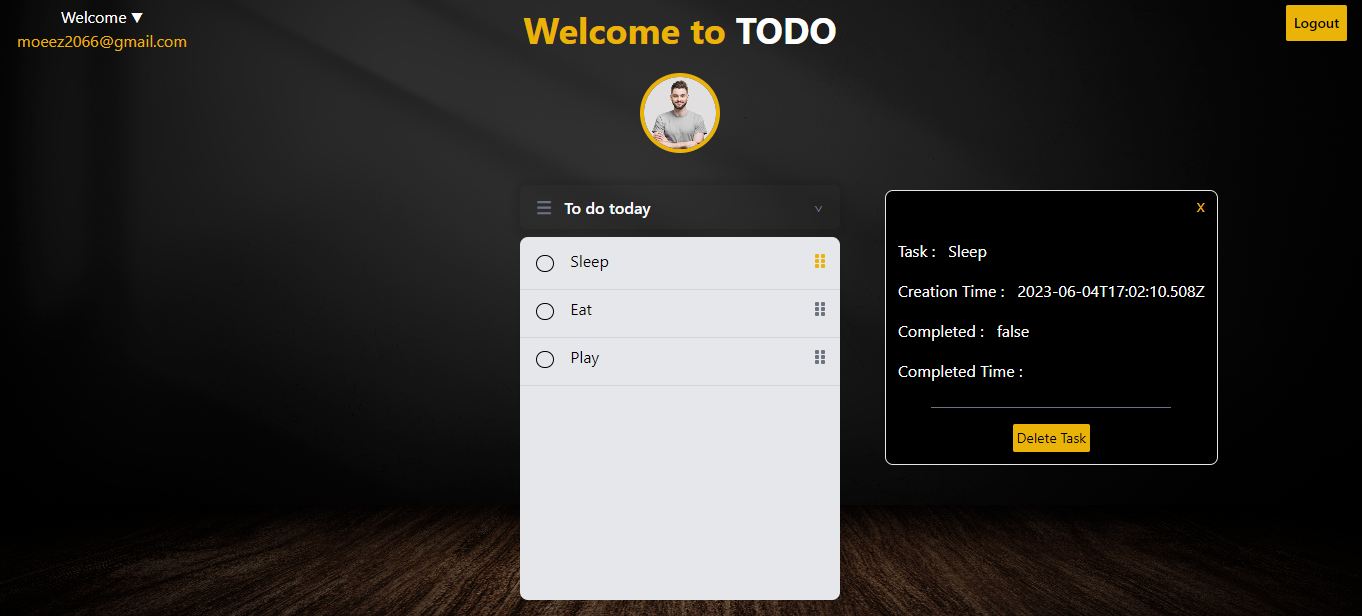 Welcome ▼
moeez2066@gmail.com
Welcome to TODO
Logout
☰ To do today
Sleep
Eat
Play
X
Task : Sleep
Creation Time : 2023-06-04T17:02:10.508Z
Completed : false
Completed Time :
Delete Task